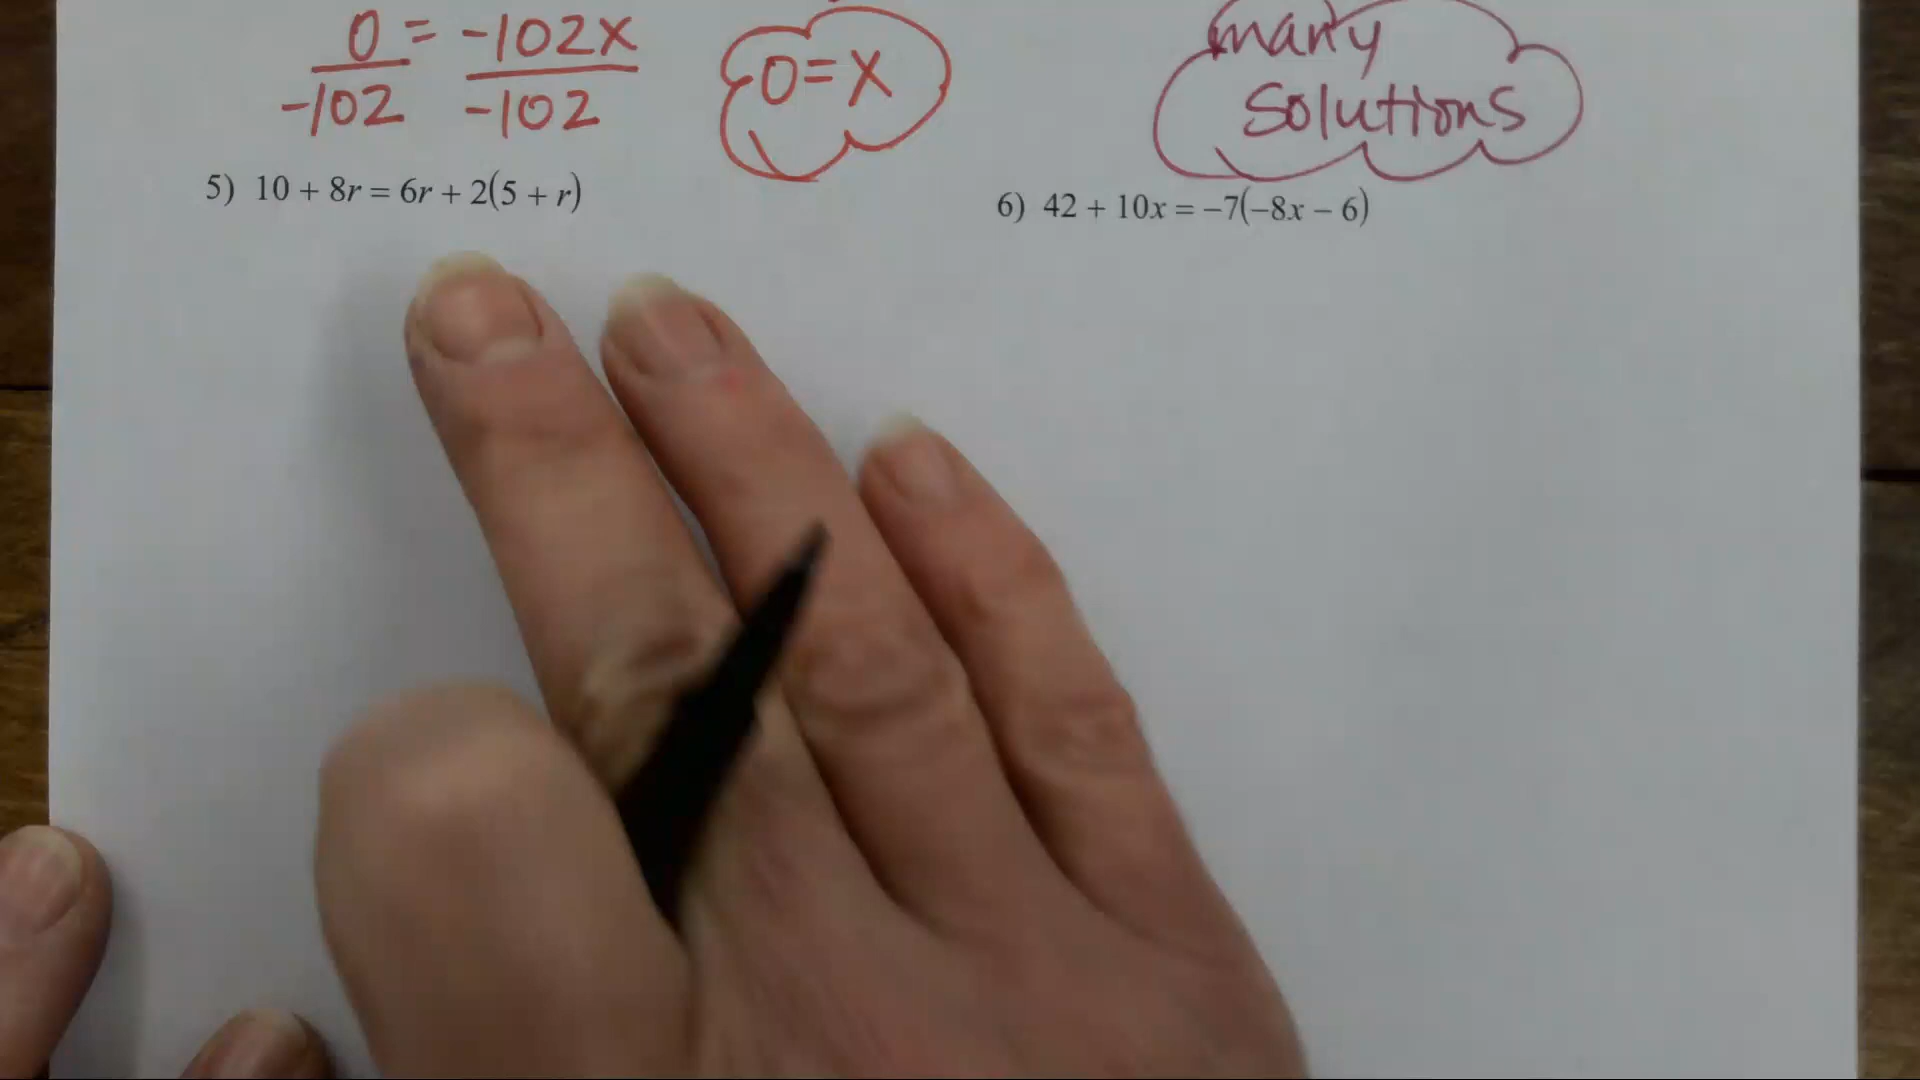 0 = -102x
-102 -102
0=x
many
solutions
5) 10 + 8r = 6r + 2(5 + r)
6) 42 + 10x = −7(−8x − 6)